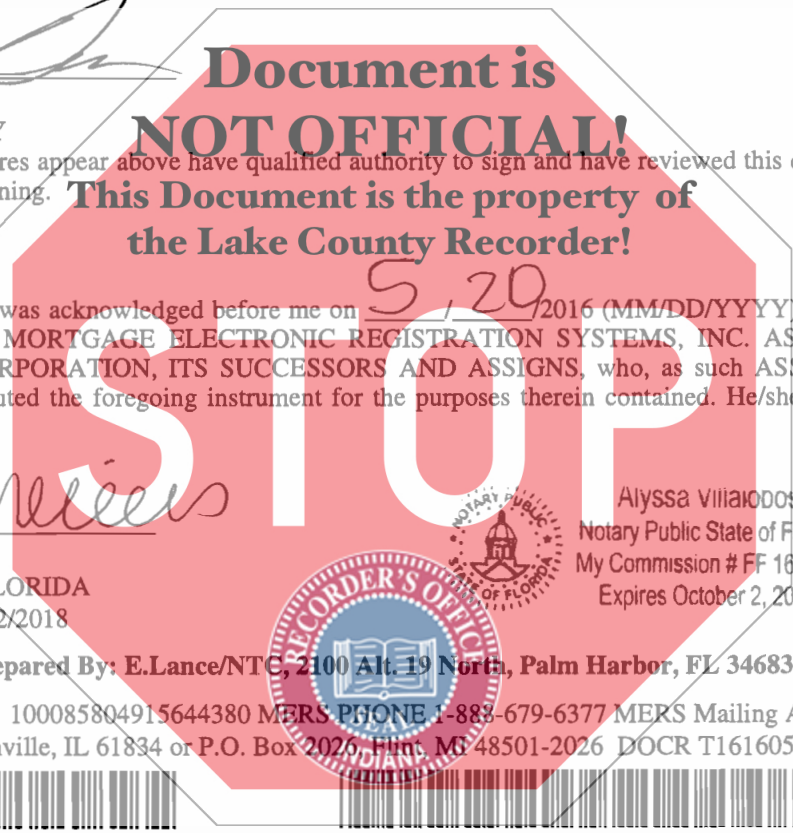 Document is
NOT OFFICIAL!
res appear above have qualified authority to sign and have reviewed this
ning.
This Document is the property of
the Lake County Recorder!
was acknowledged before me on 5 / 20 /2016 (MM/DD/YYYY)
MORTGAGE ELECTRONIC REGISTRATION SYSTEMS, INC. AS
RPORATION, ITS SUCCESSORS AND ASSIGNS, who, as such ASS
uted the foregoing instrument for the purposes therein contained. He/she
STOP
NOTARY PUBLIC
STATE OF FLORIDA
Alyssa Villalobos
Notary Public State of F
My Commission # FF 16
Expires October 2, 20
LORIDA
2/2018
RECORDER'S OFFICE
INDIANA
epared By: E.Lance/NTC, 2100 Alt. 19 North, Palm Harbor, FL 34683
100085804915644380 MERS PHONE 1-888-679-6377 MERS Mailing A
nville, IL 61834 or P.O. Box 2026, Flint, MI 48501-2026 DOCR T161605